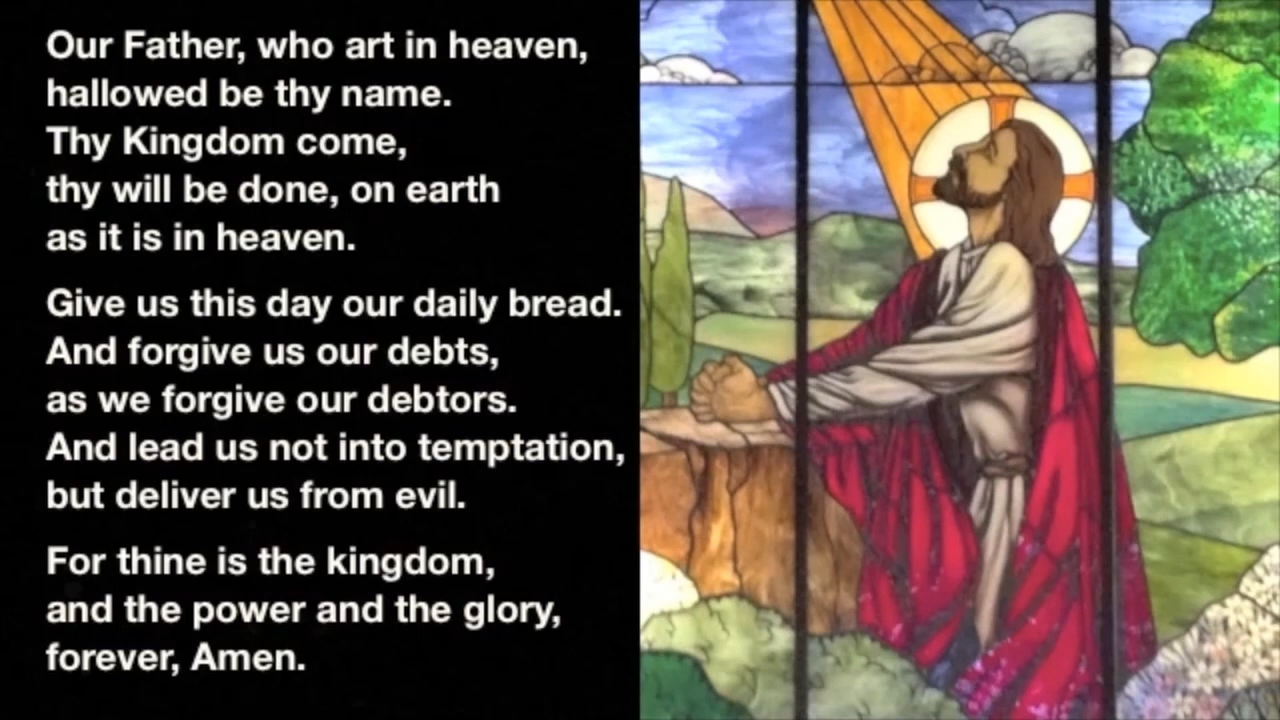 Our Father, who art in heaven,
hallowed be thy name.
Thy Kingdom come,
thy will be done, on earth
as it is in heaven.
Give us this day our daily bread.
And forgive us our debts,
as we forgive our debtors.
And lead us not into temptation,
but deliver us from evil.
For thine is the kingdom,
and the power and the glory,
forever, Amen.